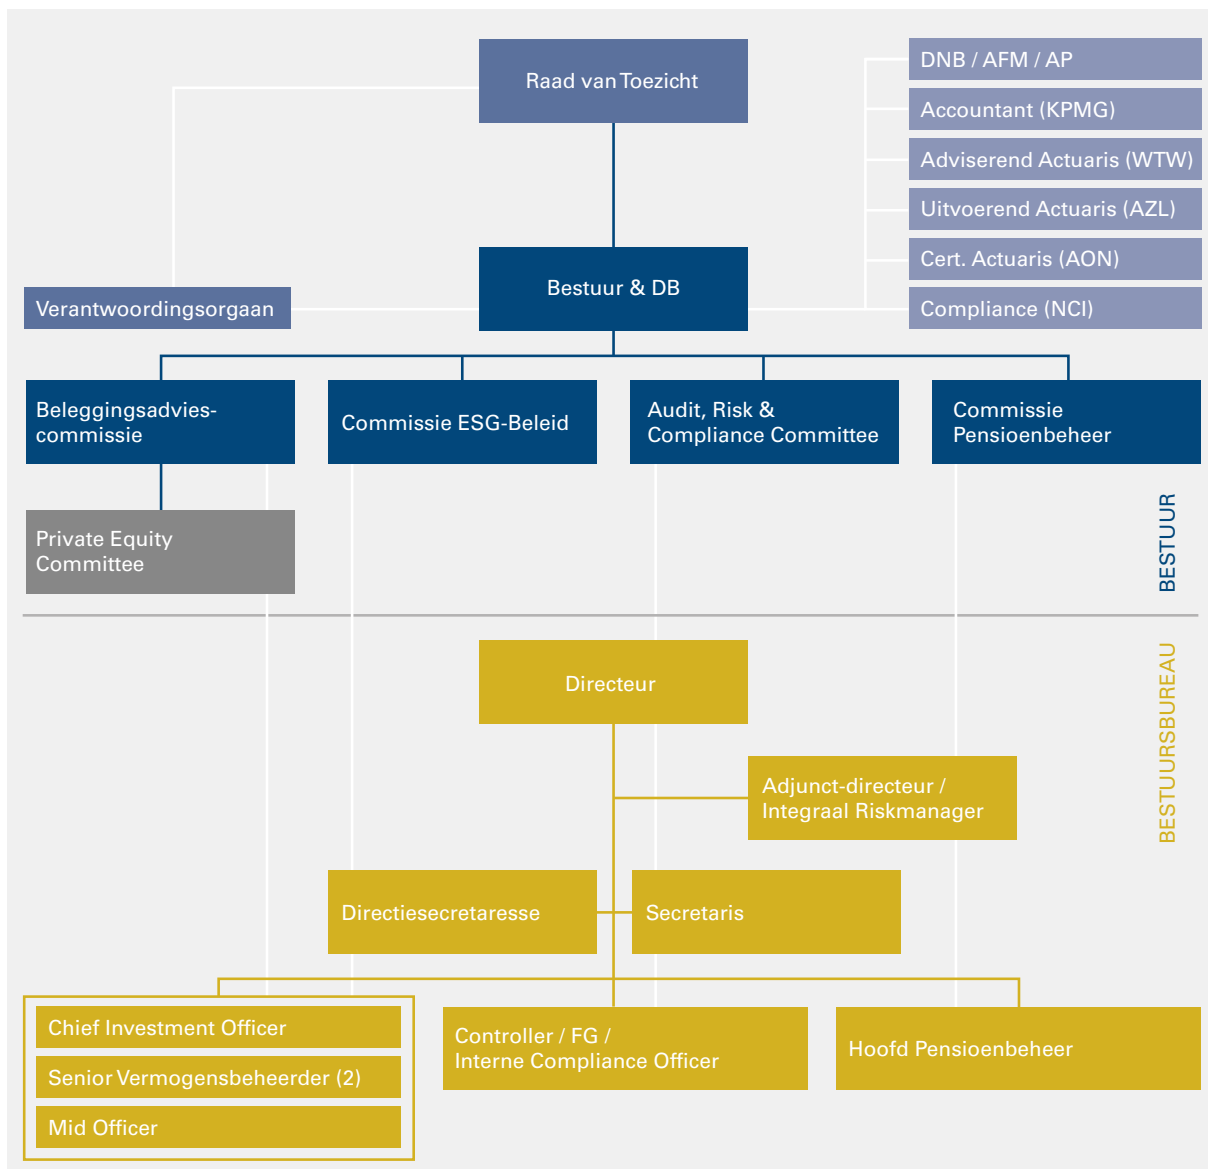 Raad van Toezicht
DNB / AFM / AP
Accountant (KPMG)
Adviserend Actuaris (WTW)
Uitvoerend Actuaris (AZL)
Cert. Actuaris (AON)
Compliance (NCI)
Bestuur & DB
Verantwoordingsorgaan
Beleggingsadvies-
commissie
Commissie ESG-Beleid
Audit, Risk &
Compliance Committee
Commissie
Pensioenbeheer
Private Equity
Committee
BESTUUR
BESTUURSBUREAU
Directeur
Adjunct-directeur /
Integraal Riskmanager
Directiesecretaresse
Secretaris
Chief Investment Officer
Senior Vermogensbeheerder (2)
Mid Officer
Controller / FG /
Interne Compliance Officer
Hoofd Pensioenbeheer